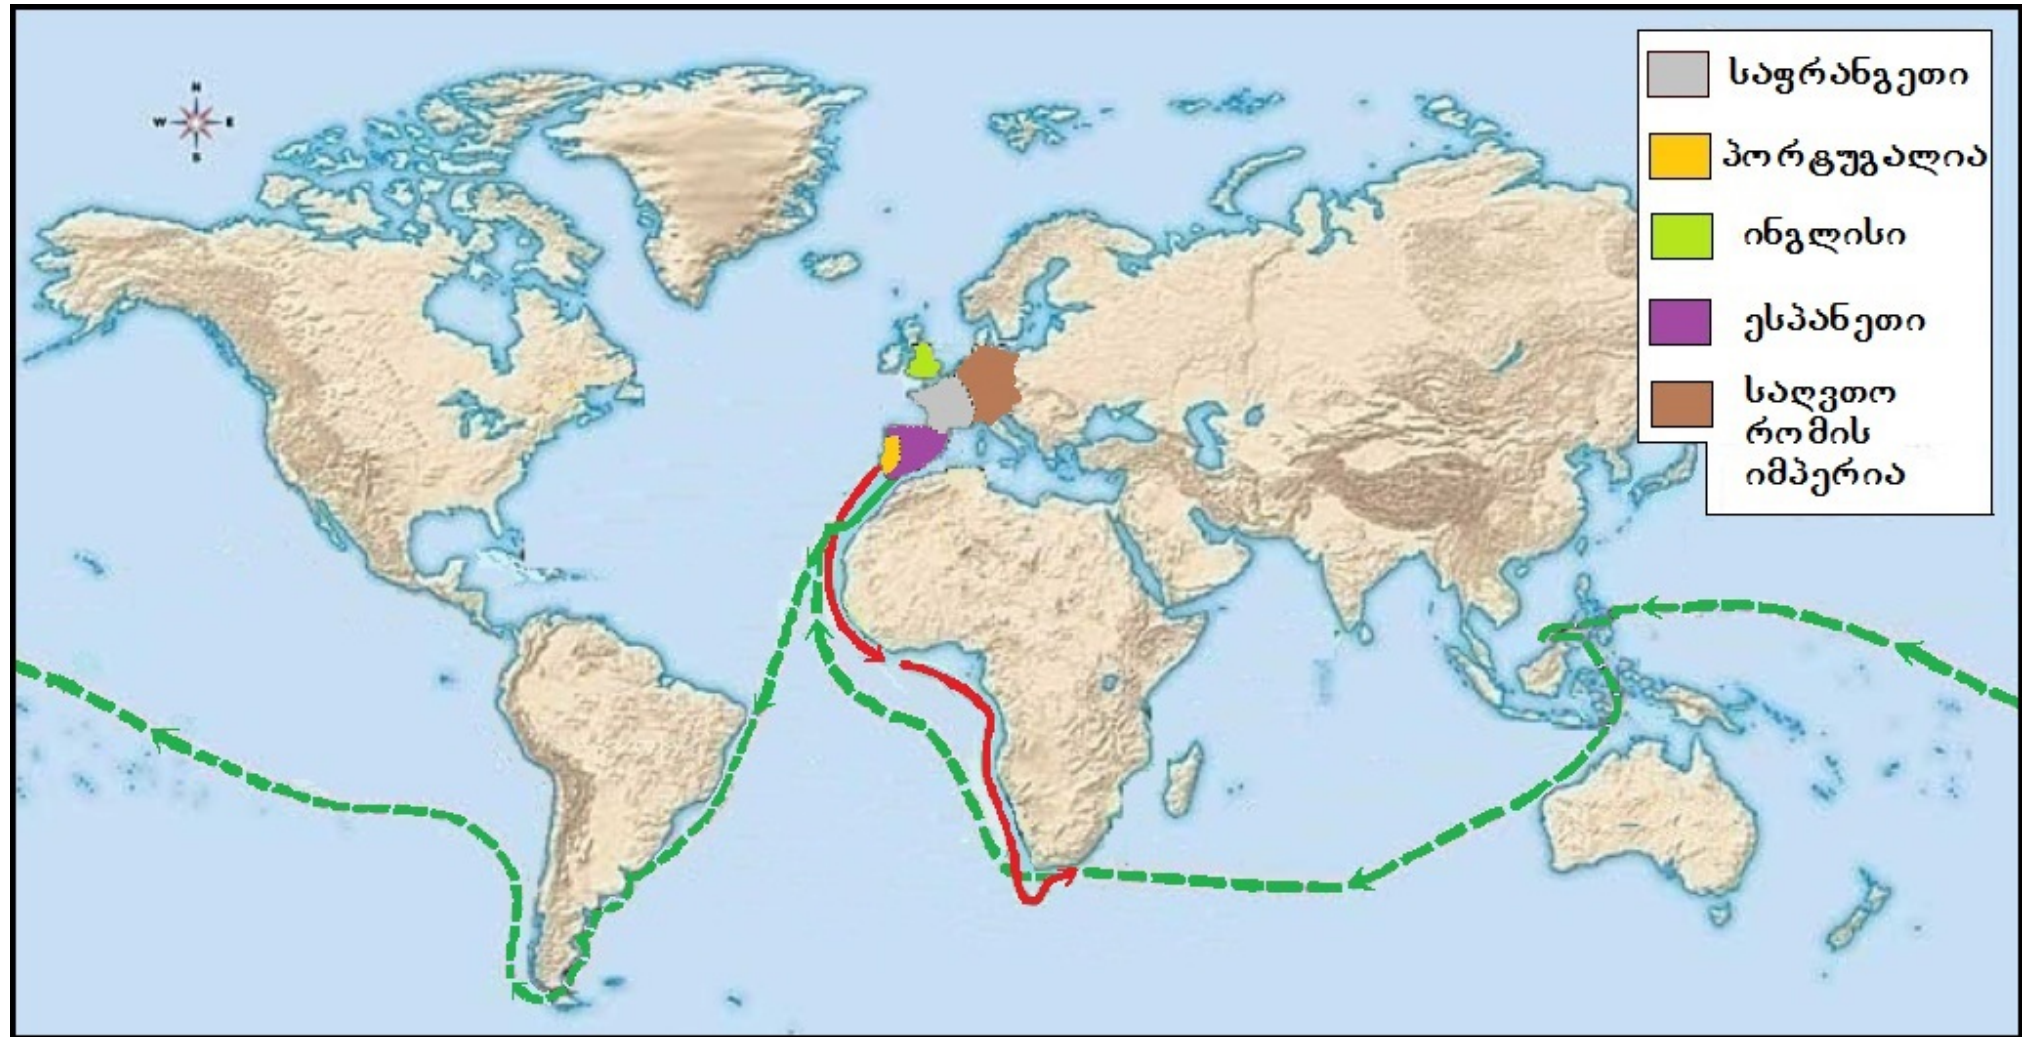 N
W E
S
საფრანგეთი
პორტუგალია
ინგლისი
ესპანეთი
საღვთო
რომის
იმპერია